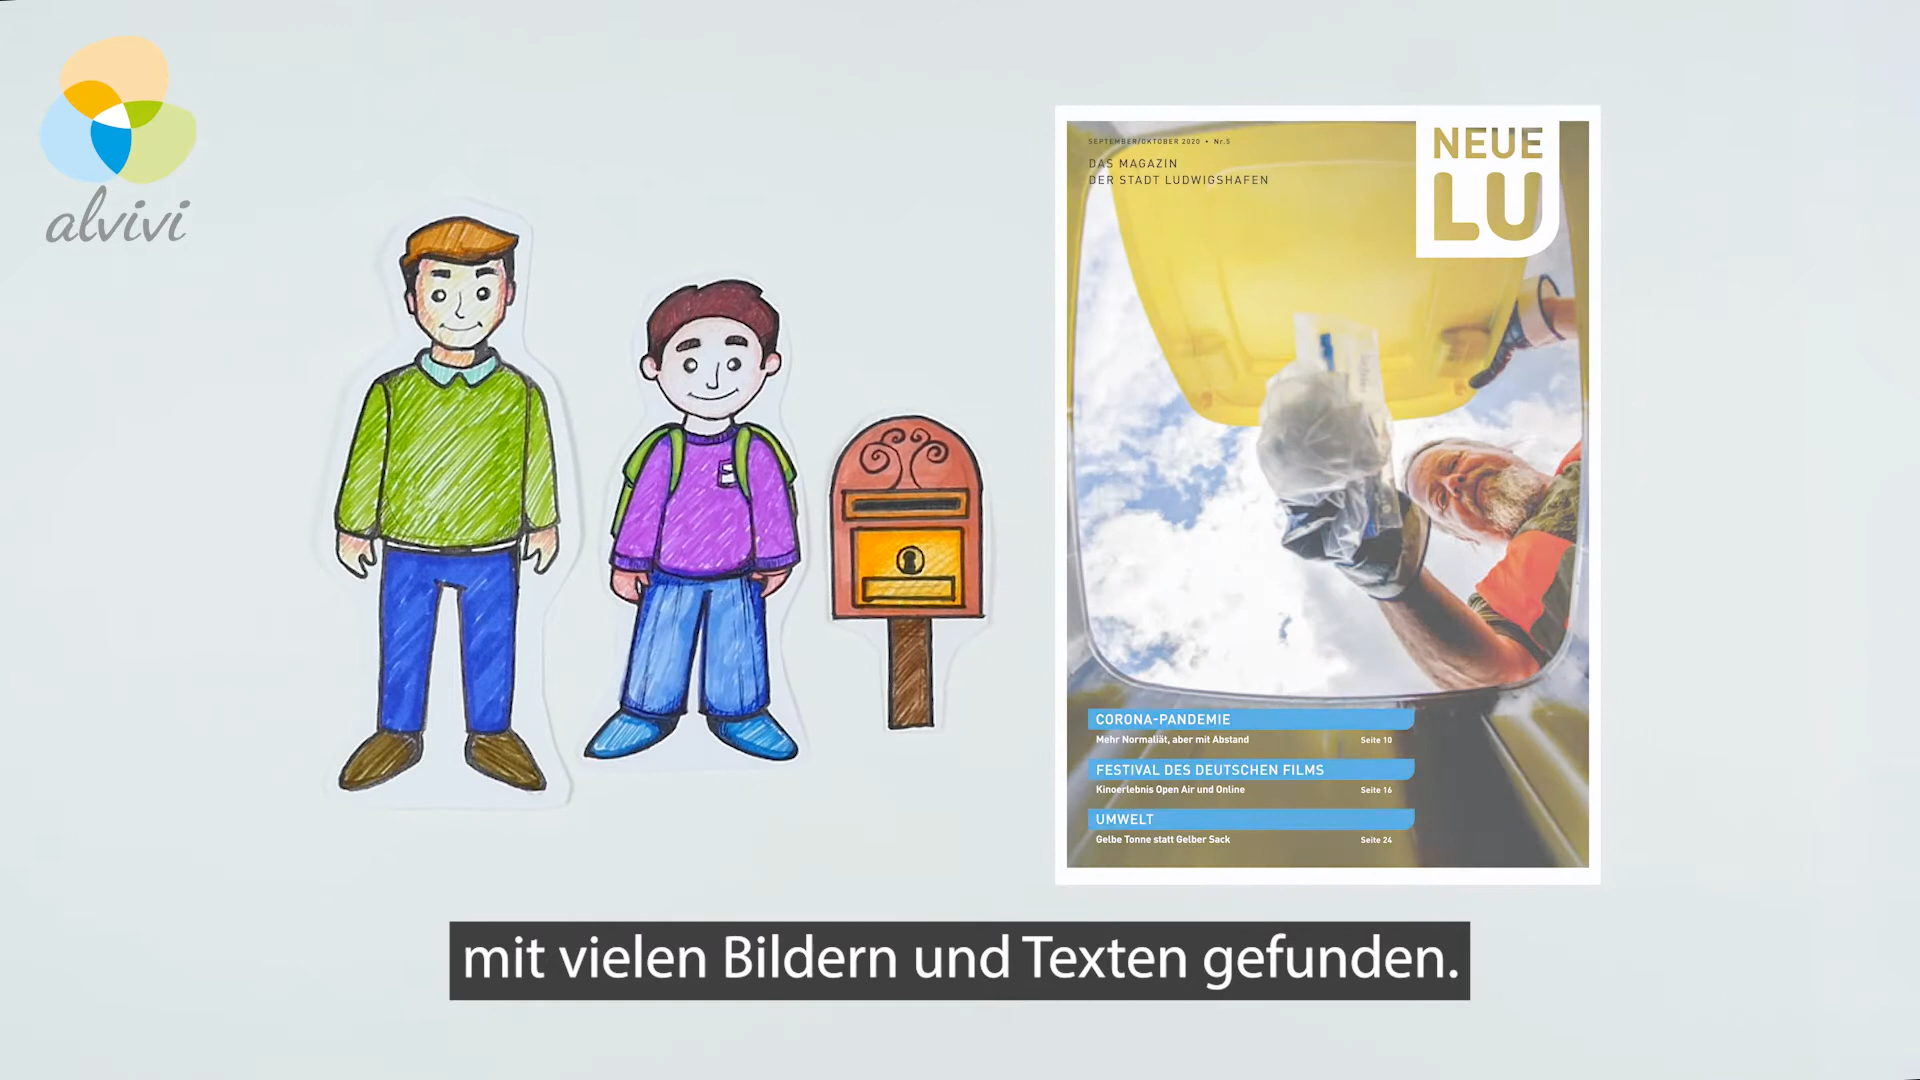 alvivi
SEPTEMBER/OKTOBER 2020 • Nr.5
DAS MAGAZIN
DER STADT LUDWIGSHAFEN
NEUE
LU
CORONA-PANDEMIE
Mehr Normaliät, aber mit Abstand Seite 10
FESTIVAL DES DEUTSCHEN FILMS
Kinoerlebnis Open Air und Online Seite 16
UMWELT
Gelbe Tonne statt Gelber Sack Seite 24
mit vielen Bildern und Texten gefunden.